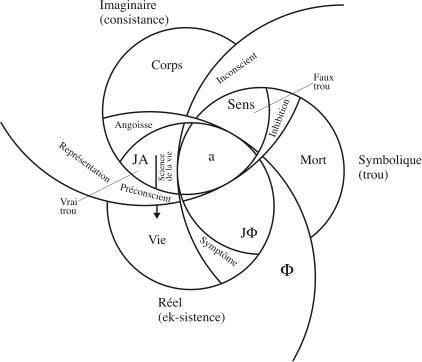 Imaginaire
(consistance)
Corps
Inconscient
Faux
trou
Sens
Inhibition
Angoisse
JA
Science
de la vie
a
Mort
Symbolique
(trou)
Représentation
Préconscient
Vrai
trou
Vie
JΦ
Symptôme
Φ
Réel
(ek-sistence)